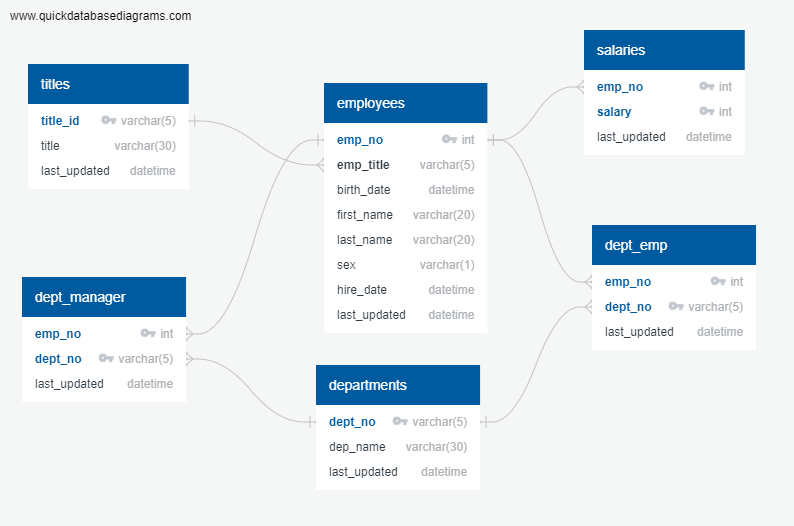 www.quickdatabasediagrams.com
titles
title_id varchar(5)
title varchar(30)
last_updated datetime
employees
emp_no int
emp_title varchar(5)
birth_date datetime
first_name varchar(20)
last_name varchar(20)
sex varchar(1)
hire_date datetime
last_updated datetime
salaries
emp_no int
salary int
last_updated datetime
dept_emp
emp_no int
dept_no varchar(5)
last_updated datetime
dept_manager
emp_no int
dept_no varchar(5)
last_updated datetime
departments
dept_no varchar(5)
dep_name varchar(30)
last_updated datetime